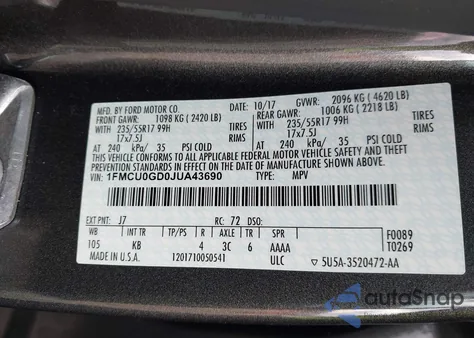 MFD. BY FORD MOTOR CO. 10/17 GVWR: 2096 KG ( 4620 LB)
FRONT GAWR: 1098 KG ( 2420 LB) REAR GAWR: 1006 KG ( 2218 LB)
WITH 235/55R17 99H TIRES WITH 235/55R17 99H TIRES
17x7.5J RIMS 17x7.5J RIMS
AT 240 kPa/ 35 PSI COLD AT 240 kPa/ 35 PSI COLD
THIS VEHICLE CONFORMS TO ALL APPLICABLE FEDERAL MOTOR VEHICLE
SAFETY AND THEFT PREVENTION STANDARDS IN EFFECT ON THE DATE OF
MANUFACTURE SHOWN ABOVE.
VIN: 1FMCU0GD0JUA43690 TYPE: MPV
EXT PNT: J7 RC: 72 DSO:
WB INT TR TP/PS R AXLE TR SPR F0089
105 KB 4 3C 6 AAAA T0269
1201710050541 ULC ▽ 5U5A-3520472-AA
autoSnap